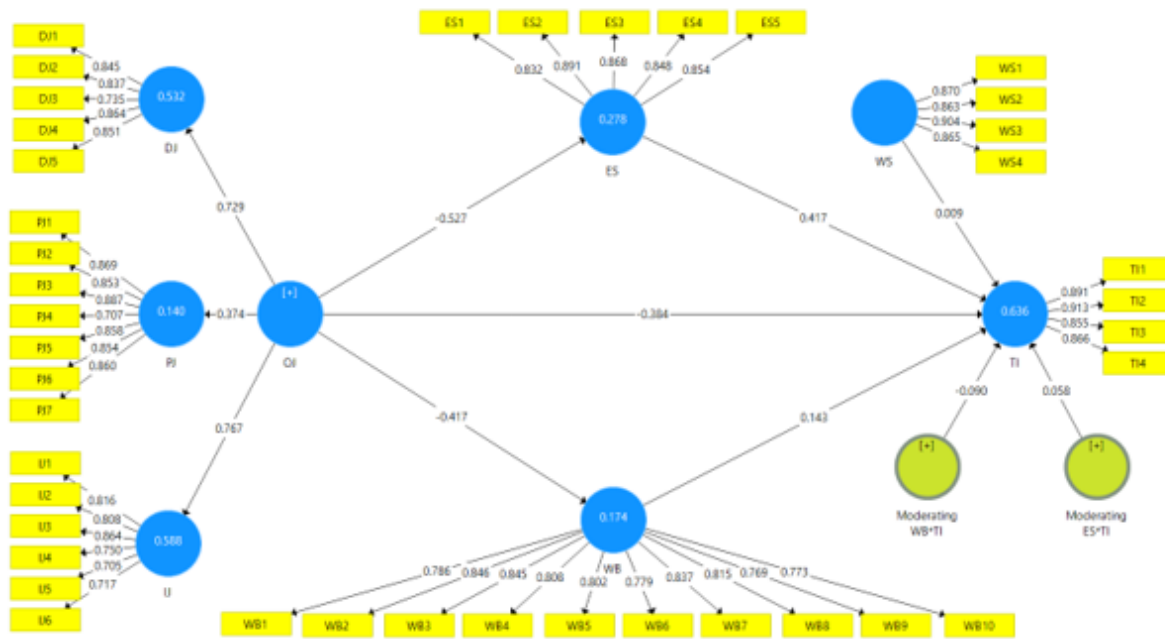 ES1 ES2 ES3 ES4 ES5
0.832 0.891 0.868 0.848 0.854
0.278
ES
DJ1
DJ2
DJ3
DJ4
DJ5
0.845
0.837
0.735
0.864
0.851
0.532
DJ
WS
WS1
WS2
WS3
WS4
0.870
0.863
0.904
0.865
0.729
-0.527
0.417
0.009
PJ1
PJ2
PJ3
PJ4
PJ5
PJ6
PJ7
0.869
0.853
0.887
0.707
0.858
0.854
0.860
0.140
PJ
0.374
[+]
OJ
-0.384
0.636
TI
0.891
0.913
0.855
0.866
TI1
TI2
TI3
TI4
0.767
-0.417
0.143
-0.090
0.058
[+]
Moderating
WB*TI
[+]
Moderating
ES*TI
IJ1
IJ2
IJ3
IJ4
IJ5
IJ6
0.816
0.808
0.864
0.750
0.705
0.717
0.588
IJ
0.174
WB
0.786 0.846 0.845 0.808 0.802 0.779 0.837 0.815 0.769 0.773
WB1 WB2 WB3 WB4 WB5 WB6 WB7 WB8 WB9 WB10